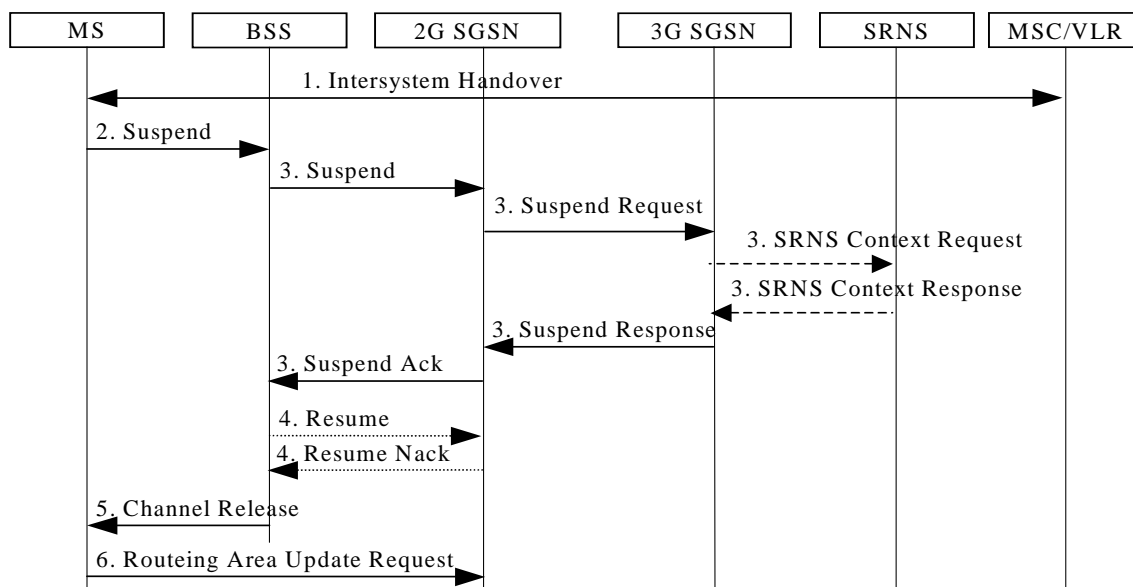 MS
BSS
2G SGSN
3G SGSN
SRNS
MSC/VLR
1. Intersystem Handover
2. Suspend
3. Suspend
3. Suspend Request
3. SRNS Context Request
3. SRNS Context Response
3. Suspend Response
3. Suspend Ack
4. Resume
4. Resume Nack
5. Channel Release
6. Routeing Area Update Request